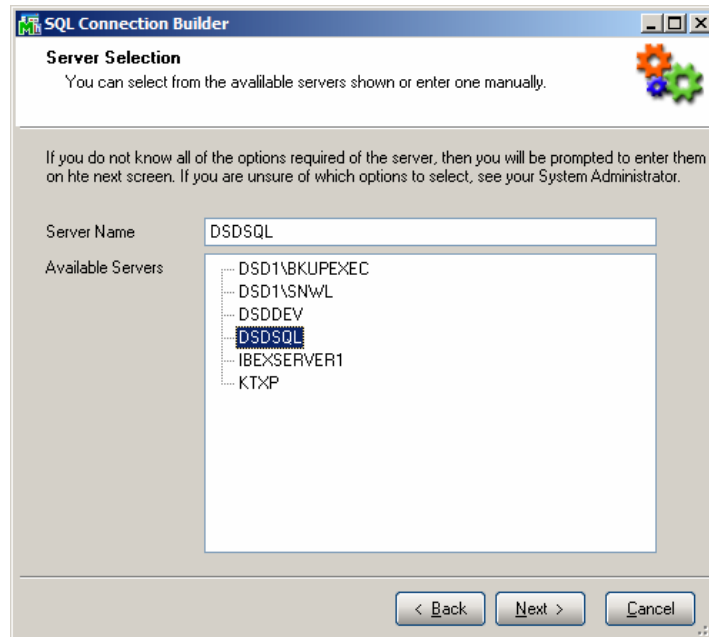 SQL Connection Builder
Server Selection
You can select from the avalilable servers shown or enter one manually.
If you do not know all of the options required of the server, then you will be prompted to enter them
on hte next screen. If you are unsure of which options to select, see your System Administrator.
Server Name DSDSQL
Available Servers
DSD1\BKUPEXEC
DSD1\SNWL
DSDDEV
DSDSQL
IBEXSERVER1
KTXP
< Back Next > Cancel